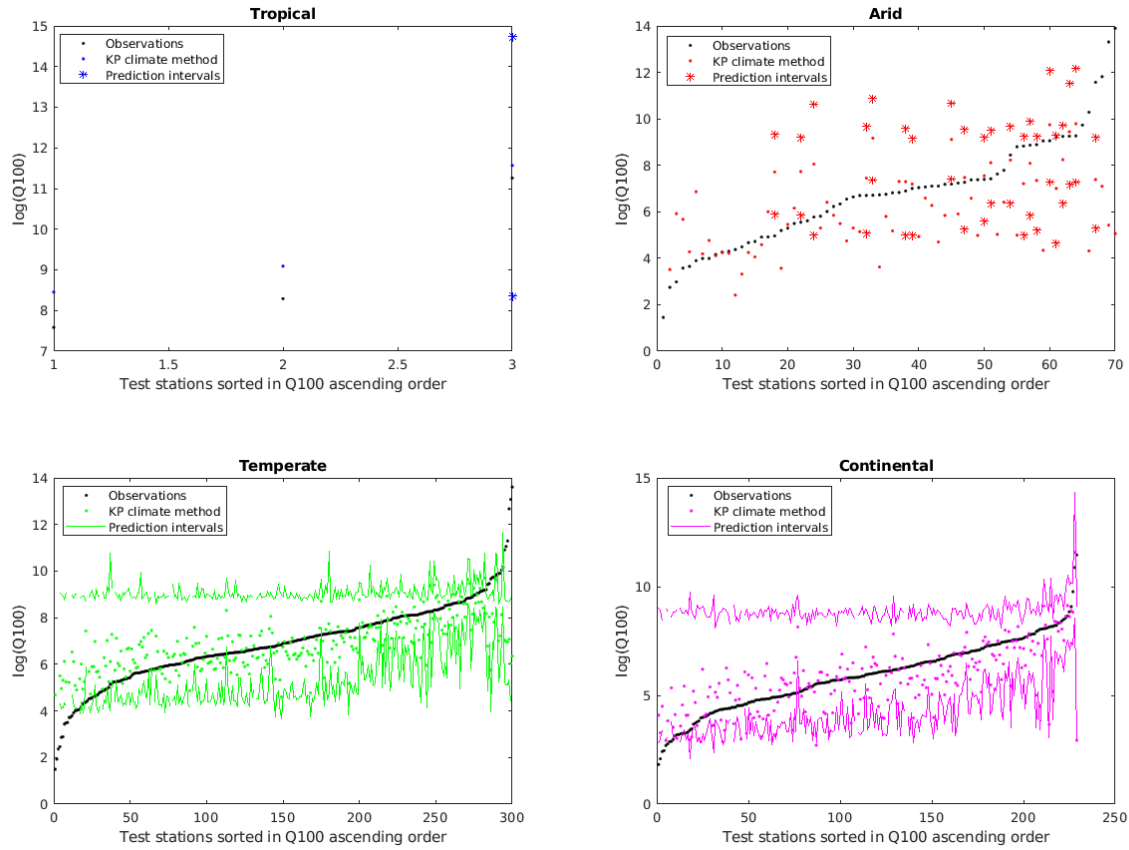 Tropical
15
14
13
12
11
10
9
8
7
log(Q100)
Observations
KP climate method
Prediction intervals
1
1.5
2
2.5
3
Test stations sorted in Q100 ascending order
Arid
14
12
10
8
6
4
2
0
log(Q100)
Observations
KP climate method
Prediction intervals
0
10
20
30
40
50
60
70
Test stations sorted in Q100 ascending order
Temperate
14
12
10
8
6
4
2
0
log(Q100)
Observations
KP climate method
Prediction intervals
0
50
100
150
200
250
300
Test stations sorted in Q100 ascending order
Continental
15
10
5
0
log(Q100)
Observations
KP climate method
Prediction intervals
0
50
100
150
200
250
Test stations sorted in Q100 ascending order